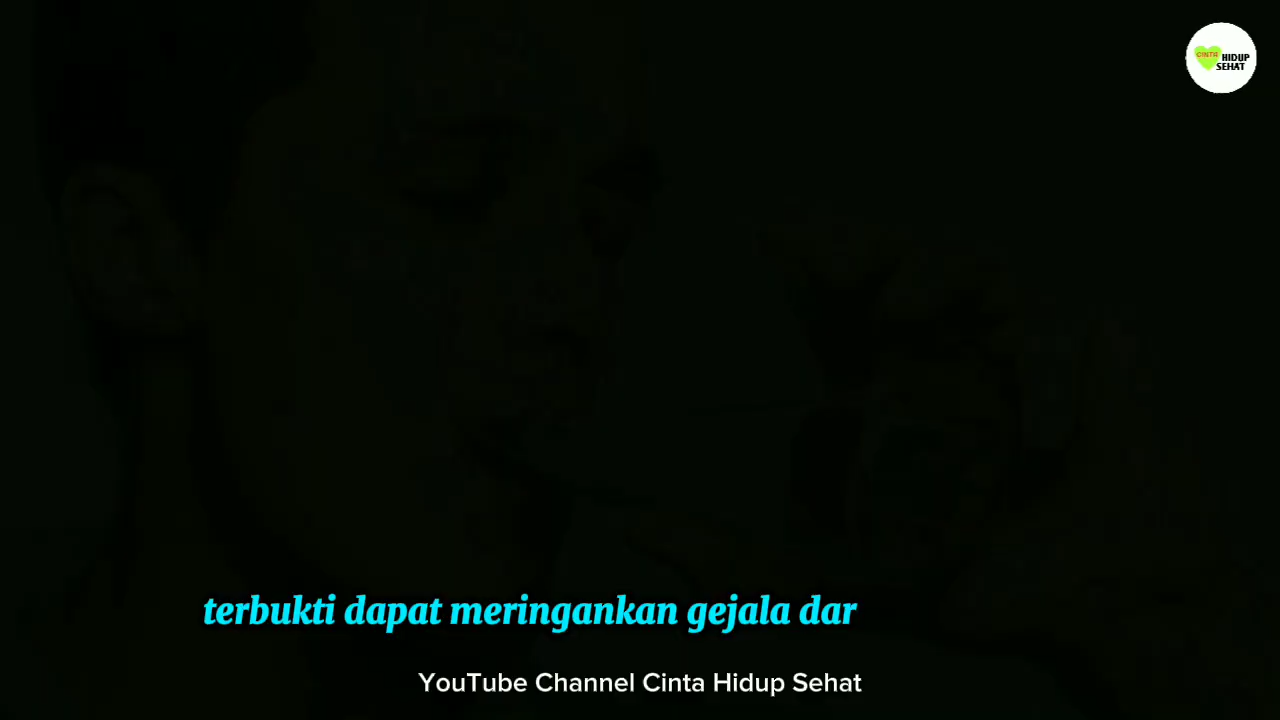 CINTA HIDUP
SEHAT
terbukti dapat meringankan gejala dar
YouTube Channel Cinta Hidup Sehat